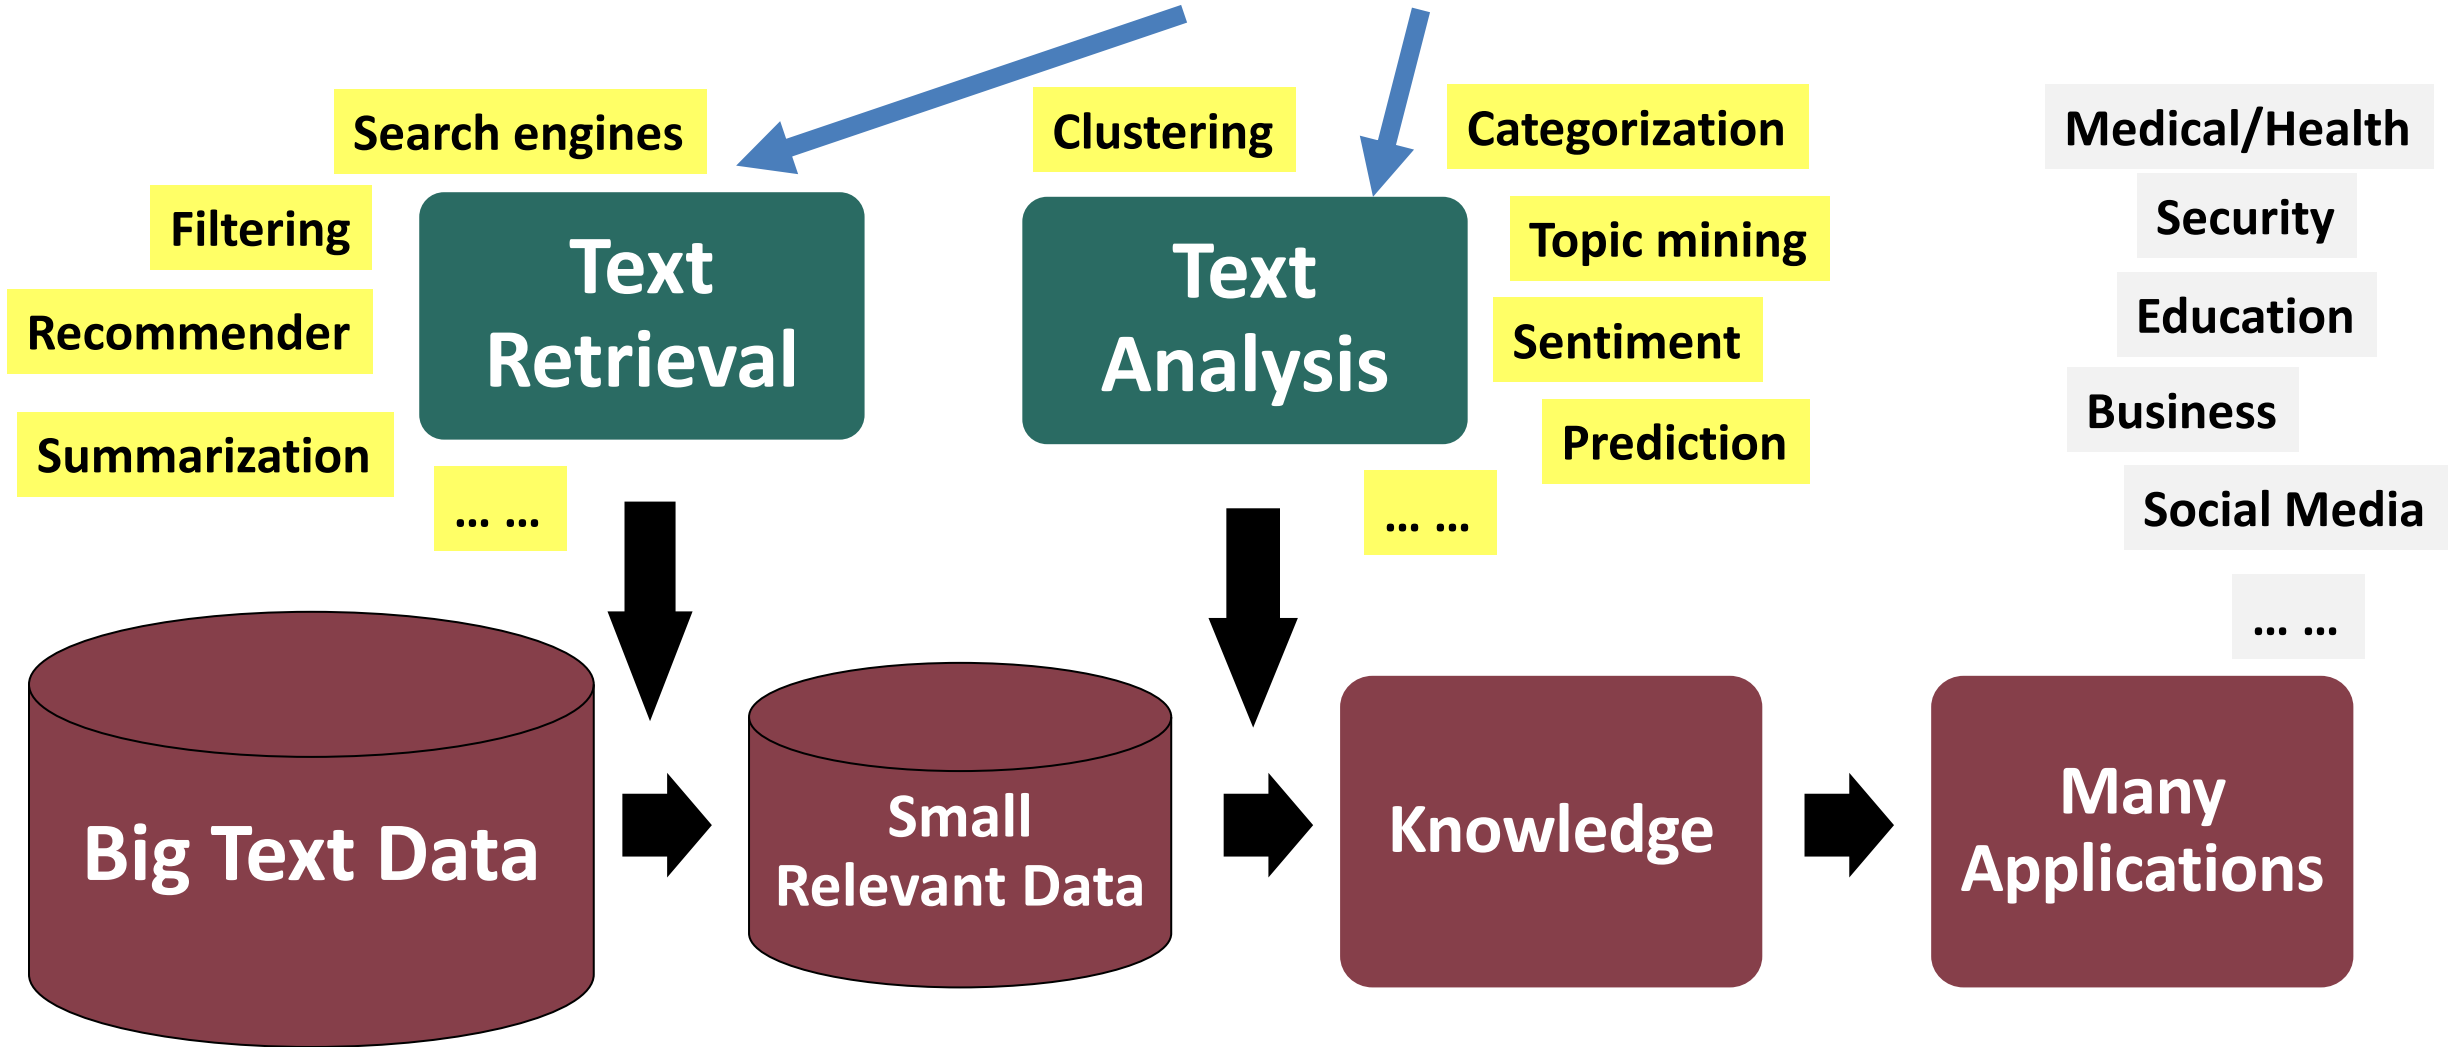 Search engines
Filtering
Recommender
Summarization
... ...
Text
Retrieval
Clustering
Categorization
Topic mining
Sentiment
Prediction
... ...
Text
Analysis
Medical/Health
Security
Education
Business
Social Media
... ...
Big Text Data
Small
Relevant Data
Knowledge
Many
Applications